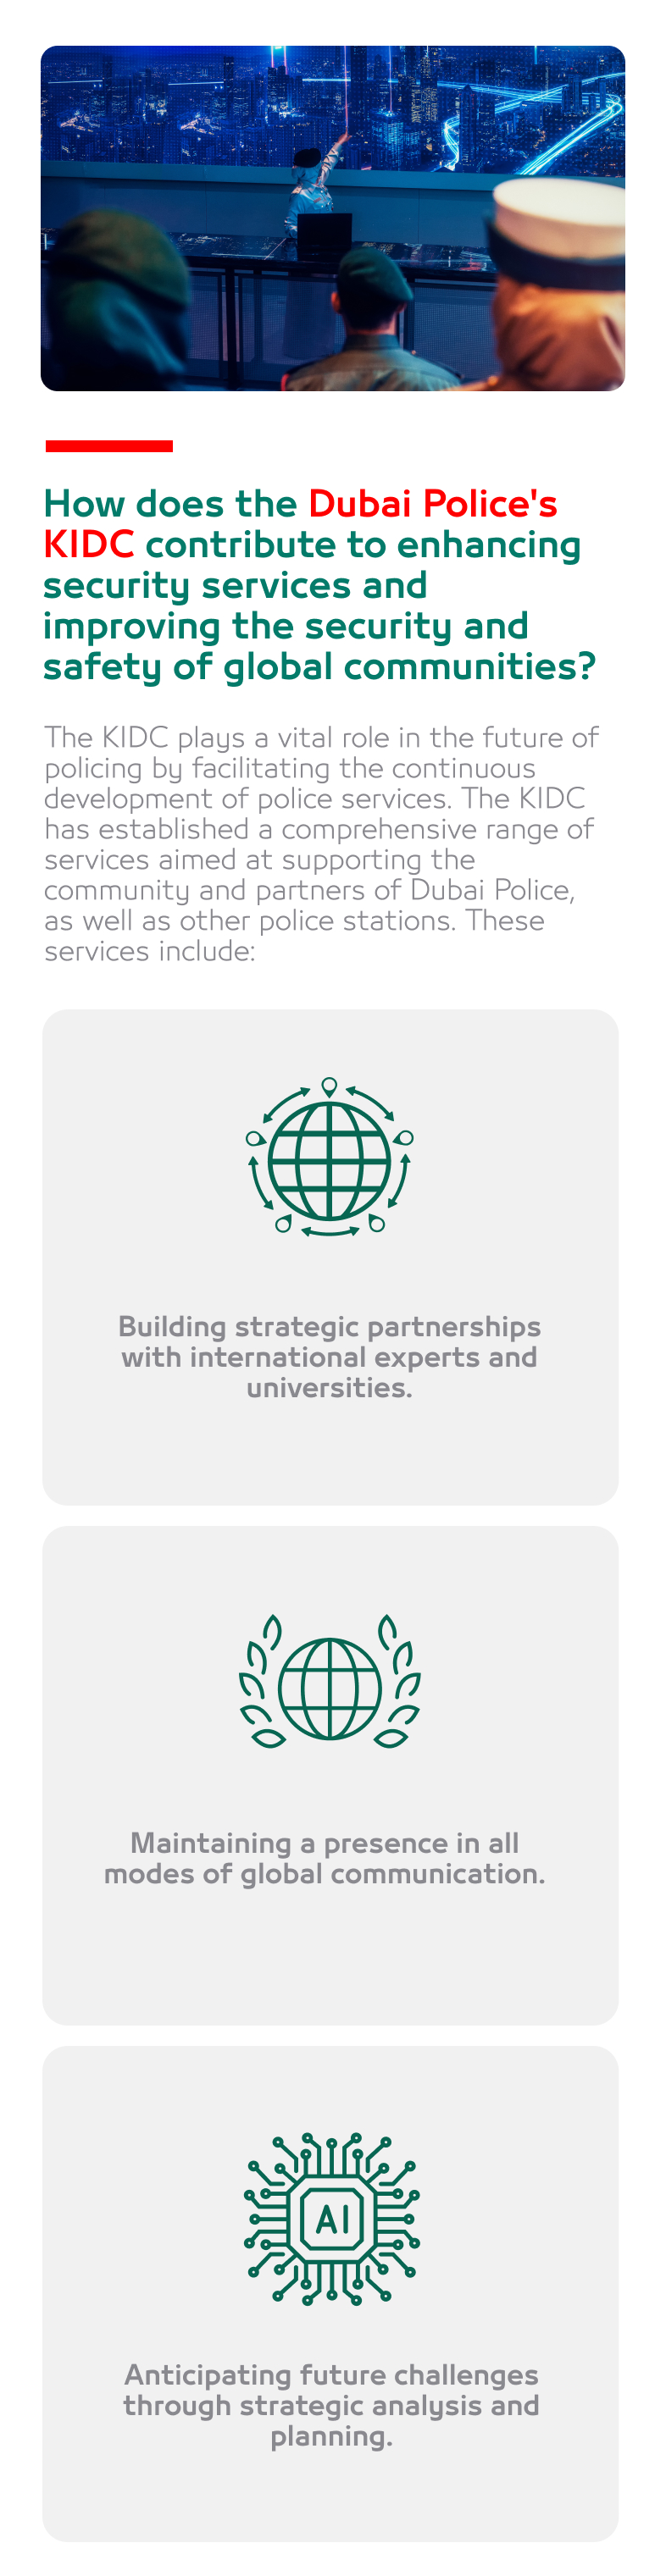 How does the Dubai Police's
KIDC contribute to enhancing
security services and
improving the security and
safety of global communities?
The KIDC plays a vital role in the future of
policing by facilitating the continuous
development of police services. The KIDC
has established a comprehensive range of
services aimed at supporting the
community and partners of Dubai Police,
as well as other police stations. These
services include:
Building strategic partnerships
with international experts and
universities.
Maintaining a presence in all
modes of global communication.
AI
Anticipating future challenges
through strategic analysis and
planning.